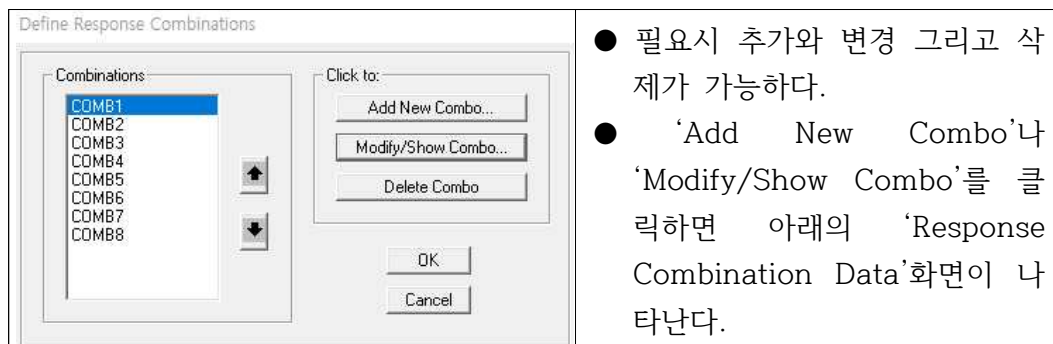 Define Response Combinations
Combinations
COMB1
COMB2
COMB3
COMB4
COMB5
COMB6
COMB7
COMB8
Click to:
Add New Combo...
Modify/Show Combo...
Delete Combo
OK
Cancel
● 필요시 추가와 변경 그리고 삭
제가 가능하다.
● ‘Add New Combo’나
‘Modify/Show Combo’를 클
릭하면 아래의 ‘Response
Combination Data’화면이 나
타난다.